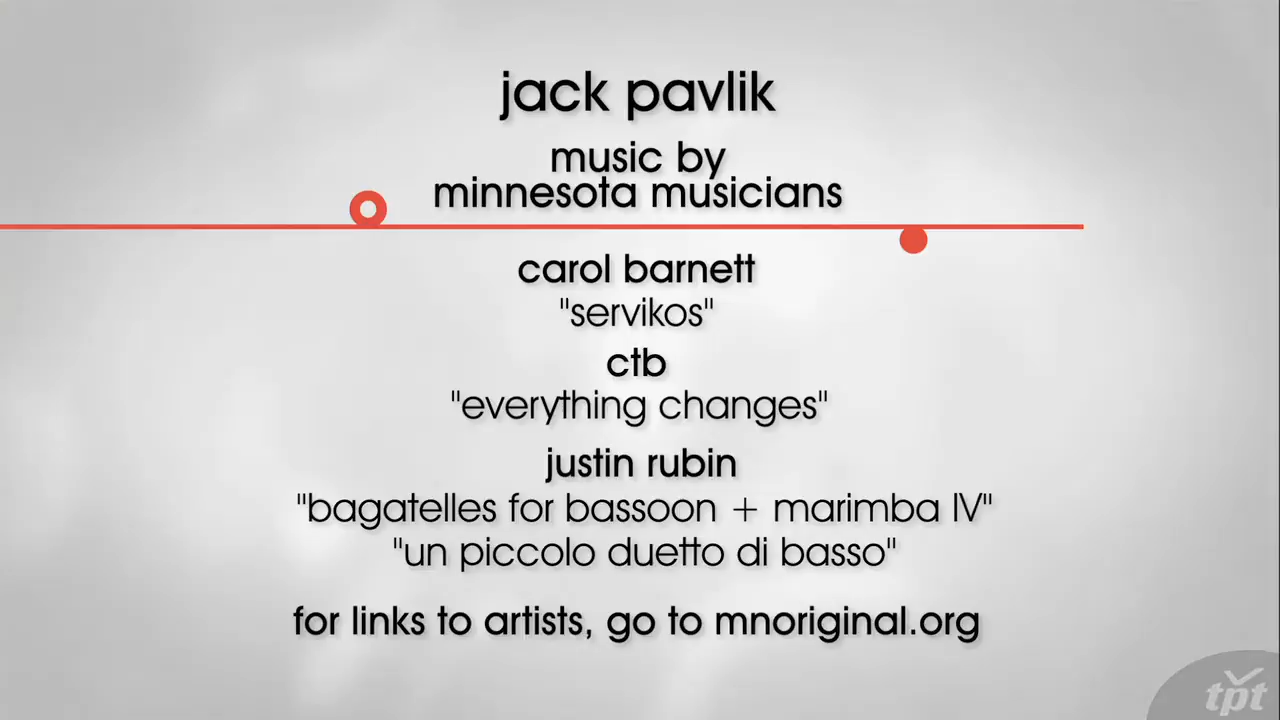 jack pavlik
music by
minnesota musicians
carol barnett
"servikos"
ctb
"everything changes"
justin rubin
"bagatelles for bassoon + marimba IV"
"un piccolo duetto di basso"
for links to artists, go to mnoriginal.org
tpt